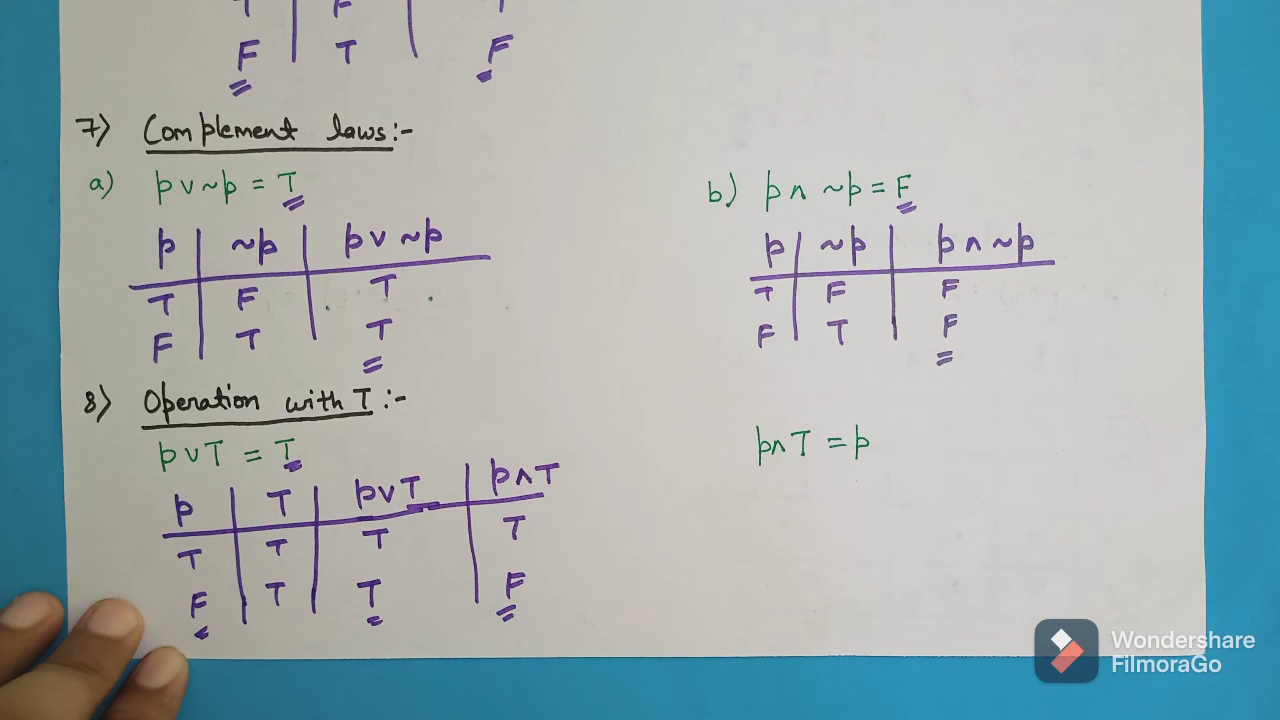 T F T
F T F
7) Complement laws:-
a) p∨~p = T
p ~p p∨~p
T F T
F T T
b) p∧ ~p = F
p ~p p∧~p
T F F
F T F
8) Operation with T :-
p∨T = T
p∧T = p
p T p∨T p∧T
T T T T
F T T F
Wondershare
FilmoraGo